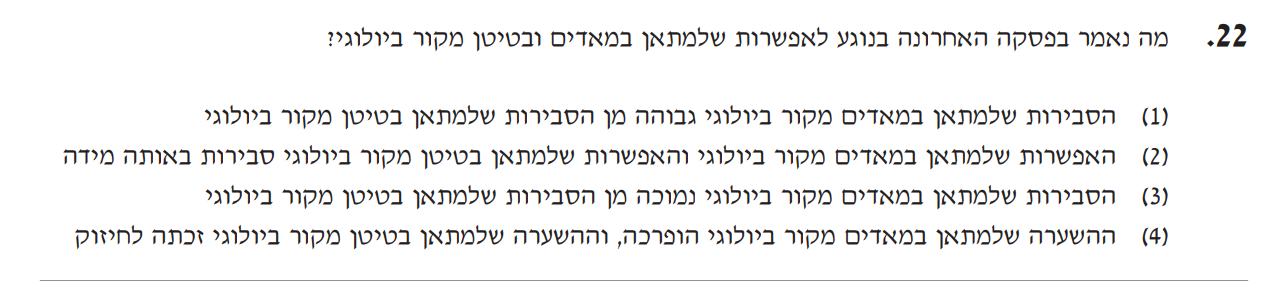 22. מה נאמר בפסקה האחרונה בנוגע לאפשרות שלמתאן במאדים ובטיטן מקור ביולוגי?
(1) הסבירות שלמתאן במאדים מקור ביולוגי גבוהה מן הסבירות שלמתאן בטיטן מקור ביולוגי
(2) האפשרות שלמתאן במאדים מקור ביולוגי והאפשרות שלמתאן בטיטן מקור ביולוגי סבירות באותה מידה
(3) הסבירות שלמתאן במאדים מקור ביולוגי נמוכה מן הסבירות שלמתאן בטיטן מקור ביולוגי
(4) ההשערה שלמתאן במאדים מקור ביולוגי הופרכה, וההשערה שלמתאן בטיטן מקור ביולוגי זכתה לחיזוק